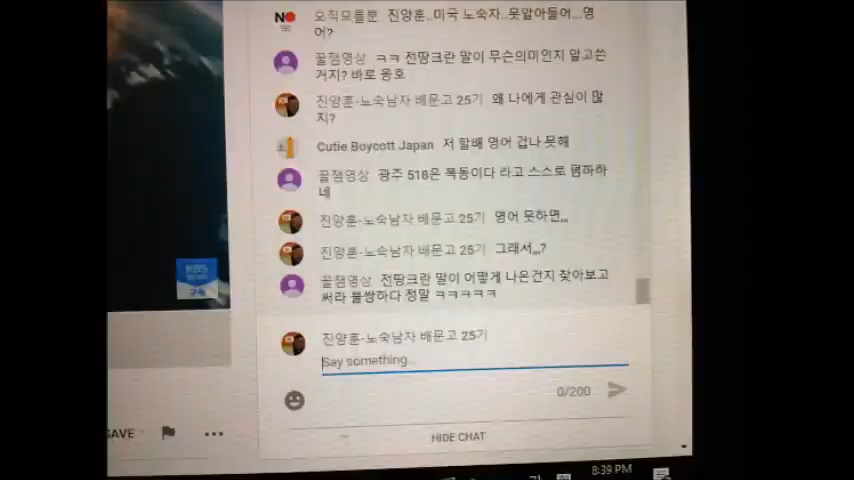 오직모를뿐 진양훈..미국 노숙자..못알아들어...영
어?
꿀잼영상 ㅋㅋ 전땅크란 말이 무슨의미인지 알고쓴
거지? 바로 옹호
진양훈-노숙남자 배문고 25기 왜 나에게 관심이 많
지?
Cutie Boycott Japan 저 할배 영어 겁나 못해
꿀잼영상 광주 518은 폭동이다 라고 스스로 폄하하
네
진양훈-노숙남자 배문고 25기 영어 못하면,,,
진양훈-노숙남자 배문고 25기 그래서,,,?
꿀잼영상 전땅크란 말이 어떻게 나온건지 찾아보고
써라 불쌍하다 정말 ㅋㅋㅋㅋㅋ
KBS
구독
진양훈-노숙남자 배문고 25기
Say something...
0/200
SAVE
HIDE CHAT
8:39 PM